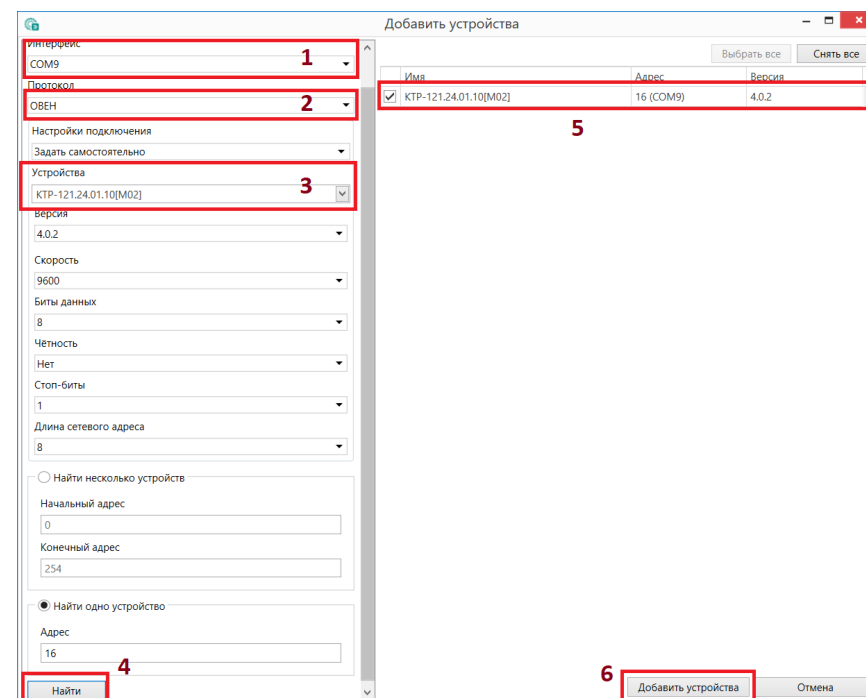 Добавить устройства
Интерфейс
1
COM9
Протокол
2
ОВЕН
Настройки подключения
Задать самостоятельно
Устройства
3
КТР-121.24.01.10[M02]
Версия
4.0.2
Скорость
9600
Биты данных
8
Чётность
Нет
Стоп-биты
1
Длина сетевого адреса
8
Найти несколько устройств
Начальный адрес
0
Конечный адрес
254
Найти одно устройство
Адрес
16
4
Найти
Выбрать все Снять все
Имя Адрес Версия
КТР-121.24.01.10[M02] 16 (COM9) 4.0.2
5
6
Добавить устройства Отмена